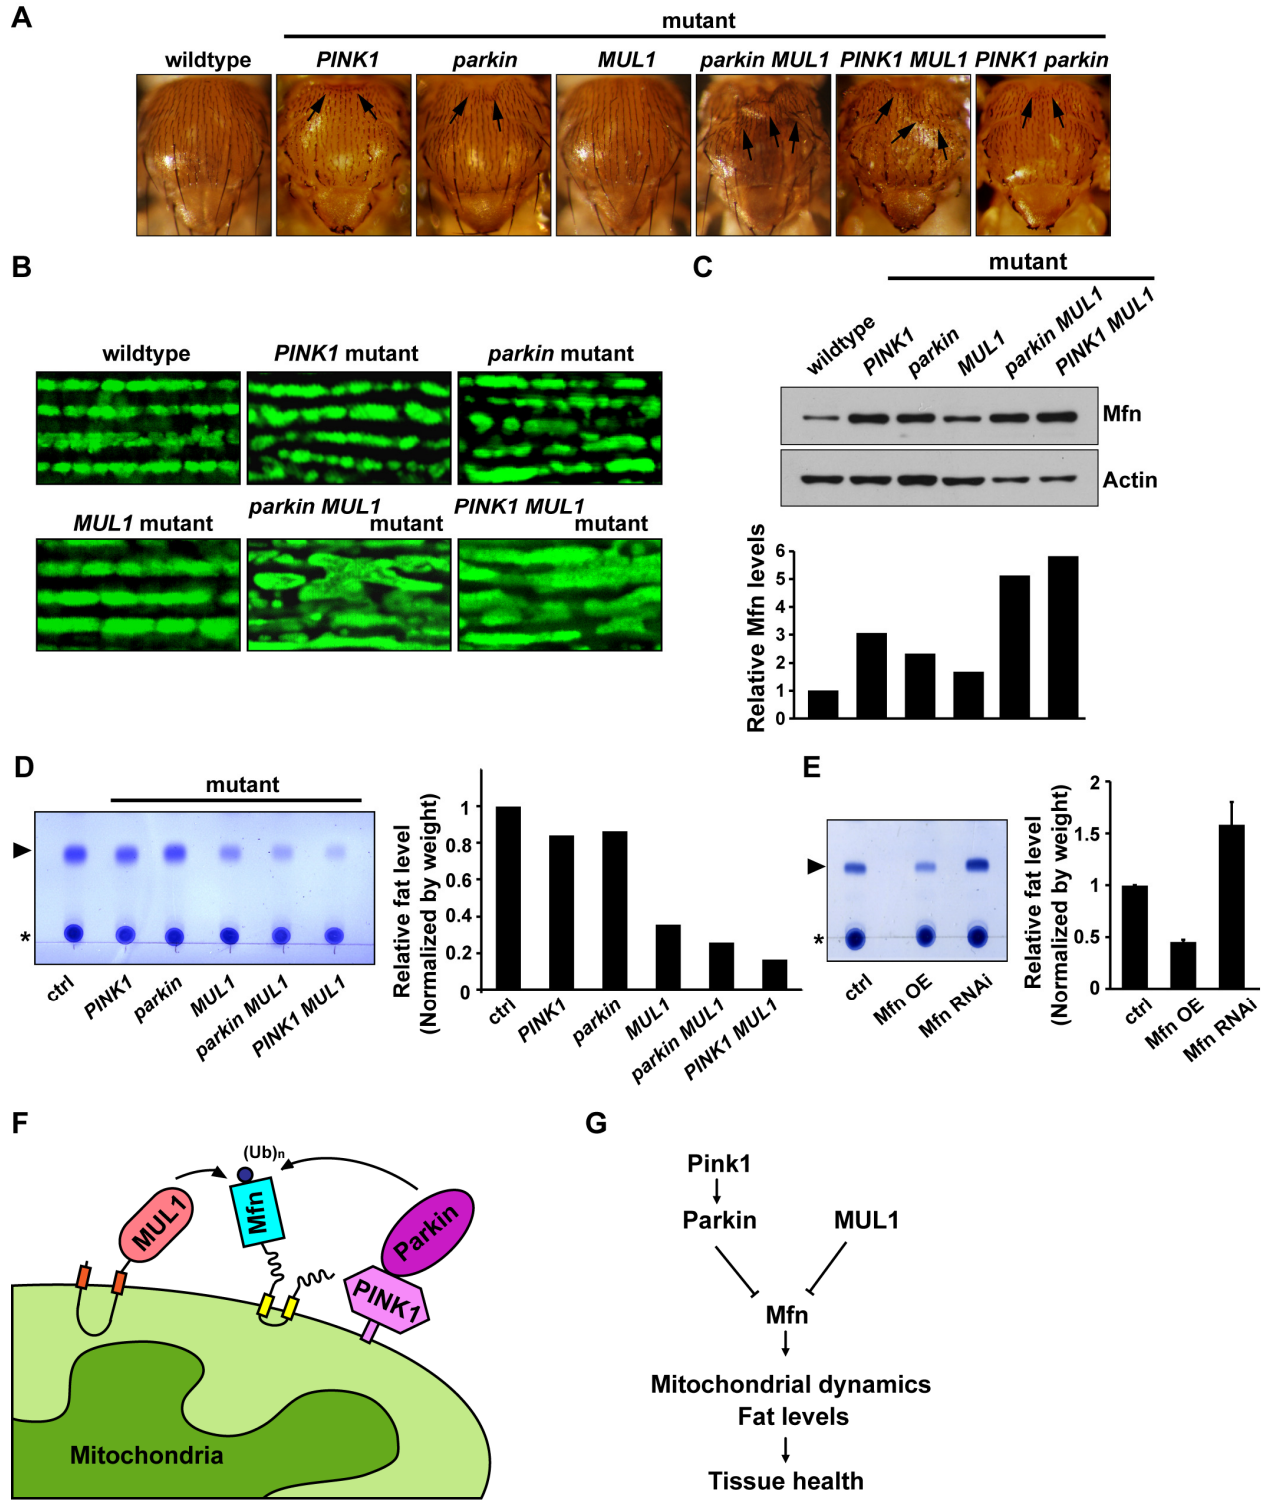 A
mutant
wildtype PINK1 parkin MUL1 parkin MUL1 PINK1 MUL1 PINK1 parkin
B
wildtype PINK1 mutant parkin mutant
MUL1 mutant parkin MUL1 mutant PINK1 MUL1 mutant
C
mutant
wildtype PINK1 parkin MUL1 parkin MUL1 PINK1 MUL1
Mfn
Actin
Relative Mfn levels
6
5
4
3
2
1
0
D
mutant
*
ctrl PINK1 parkin MUL1 parkin MUL1 PINK1 MUL1
Relative fat level
(Normalized by weight)
1
0.8
0.6
0.4
0.2
0
ctrl PINK1 parkin MUL1 parkin MUL1 PINK1 MUL1
E
*
ctrl Mfn OE Mfn RNAi
Relative fat level
(Normalized by weight)
2
1.5
1
0.5
0
ctrl Mfn OE Mfn RNAi
F
(Ub)n
MUL1
Mfn
Parkin
PINK1
Mitochondria
G
Pink1
Parkin MUL1
Mfn
Mitochondrial dynamics
Fat levels
Tissue health